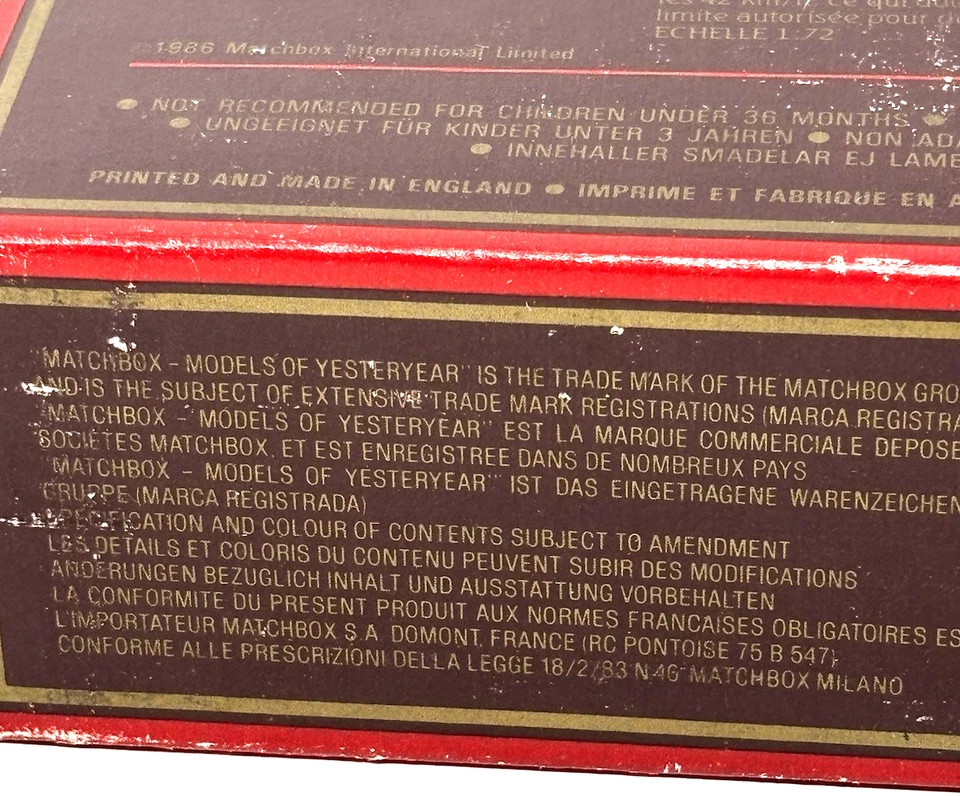 les 42 km/h, ce qui
limite autorisée pour
ECHELLE 1:72
©1986 Matchbox International Limited
● NOT RECOMMENDED FOR CHILDREN UNDER 36 MONTHS ●
● UNGEEIGNET FÜR KINDER UNTER 3 JAHREN ● NON
● INNEHALLER SMADELAR EJ
PRINTED AND MADE IN ENGLAND ● IMPRIME ET FABRIQUE EN
"MATCHBOX - MODELS OF YESTERYEAR" IS THE TRADE MARK OF THE MATCHBOX
AND IS THE SUBJECT OF EXTENSIVE TRADE MARK REGISTRATIONS (MARCA
"MATCHBOX - MODELS OF YESTERYEAR" EST LA MARQUE COMMERCIALE
SOCIETES MATCHBOX, ET EST ENREGISTREE DANS DE NOMBREUX PAYS
"MATCHBOX - MODELS OF YESTERYEAR" IST DAS EINGETRAGENE WARENZEICHEN
GRUPPE (MARCA REGISTRADA)
SPECIFICATION AND COLOUR OF CONTENTS SUBJECT TO AMENDMENT
LES DETAILS ET COLORIS DU CONTENU PEUVENT SUBIR DES MODIFICATIONS
ANDERUNGEN BEZUGLICH INHALT UND AUSSTATTUNG VORBEHALTEN
LA CONFORMITE DU PRESENT PRODUIT AUX NORMES FRANCAISES OBLIGATOIRES
L'IMPORTATEUR MATCHBOX S.A. DOMONT, FRANCE (RC PONTOISE 75 B 547).
CONFORME ALLE PRESCRIZIONI DELLA LEGGE 18/2/83 N 46 MATCHBOX MILANO